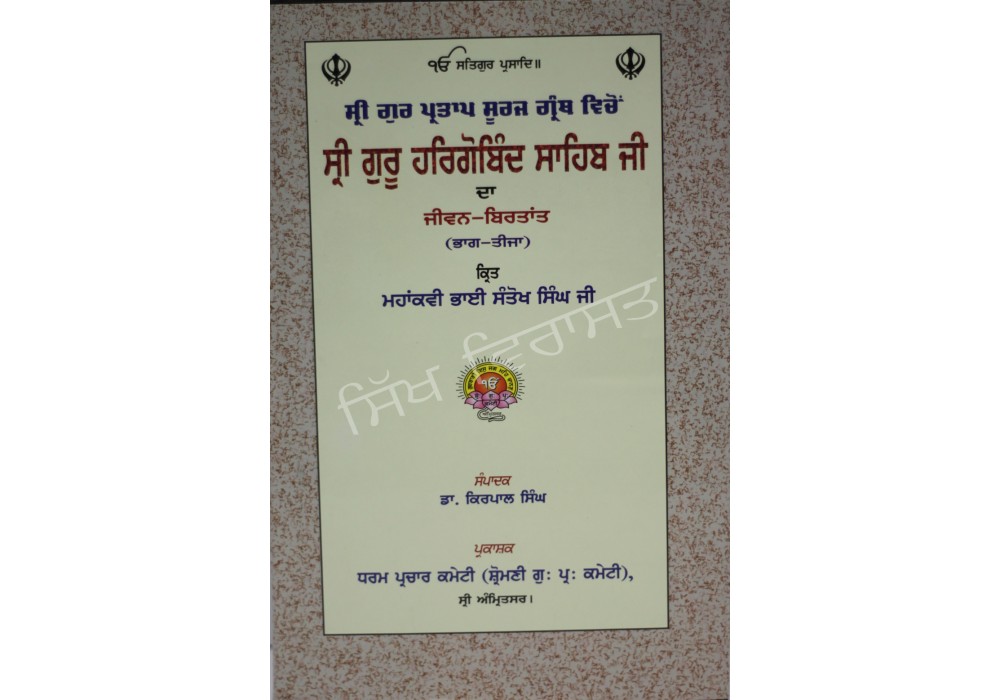 ੴ ਸਤਿਗੁਰ ਪ੍ਰਸਾਦਿ॥
ਸ੍ਰੀ ਗੁਰ ਪ੍ਰਤਾਪ ਸੂਰਜ ਗ੍ਰੰਥ ਵਿਚੋਂ
ਸ੍ਰੀ ਗੁਰੂ ਹਰਿਗੋਬਿੰਦ ਸਾਹਿਬ ਜੀ
ਦਾ
ਜੀਵਨ-ਬਿਰਤਾਂਤ
(ਭਾਗ-ਤੀਜਾ)
ਕ੍ਰਿਤ
ਮਹਾਂਕਵੀ ਭਾਈ ਸੰਤੋਖ ਸਿੰਘ ਜੀ
ਸਿੱਖ ਵਿਰਾਸਤ
ੴ
ਸੰਪਾਦਕ
ਡਾ. ਕਿਰਪਾਲ ਸਿੰਘ
ਪ੍ਰਕਾਸ਼ਕ
ਧਰਮ ਪ੍ਰਚਾਰ ਕਮੇਟੀ (ਸ਼੍ਰੋਮਣੀ ਗੁ: ਪ੍ਰ: ਕਮੇਟੀ),
ਸ੍ਰੀ ਅੰਮ੍ਰਿਤਸਰ।